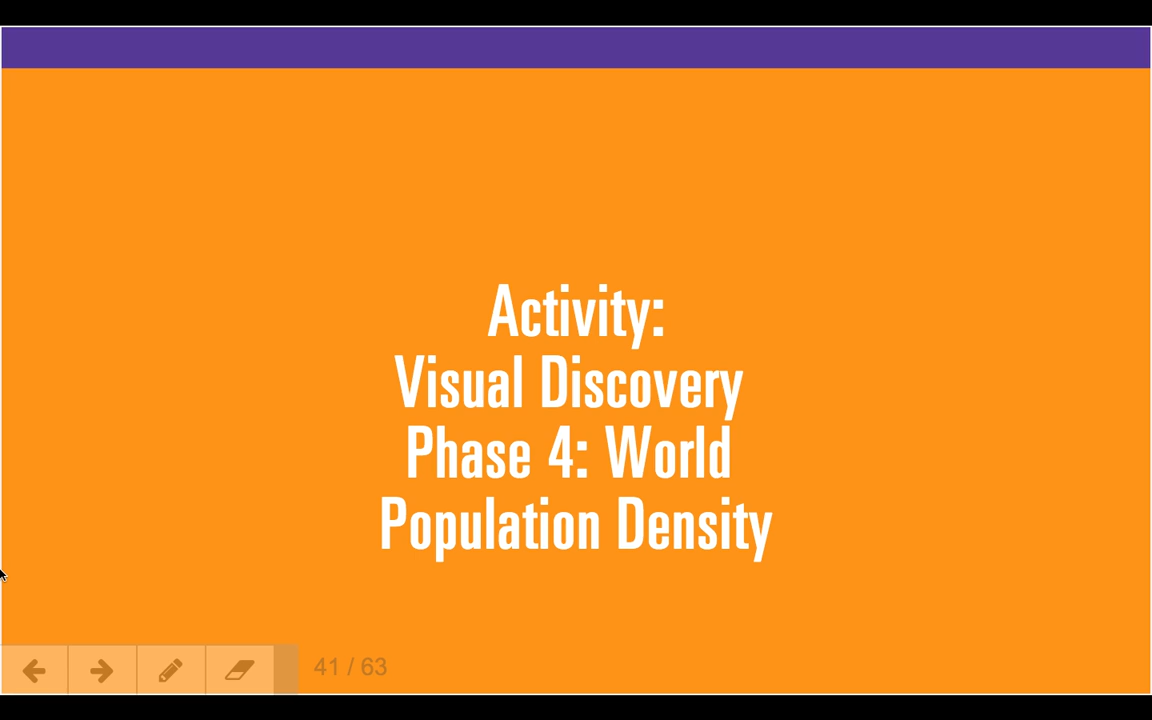 Activity:
Visual Discovery
Phase 4: World
Population Density
41 / 63